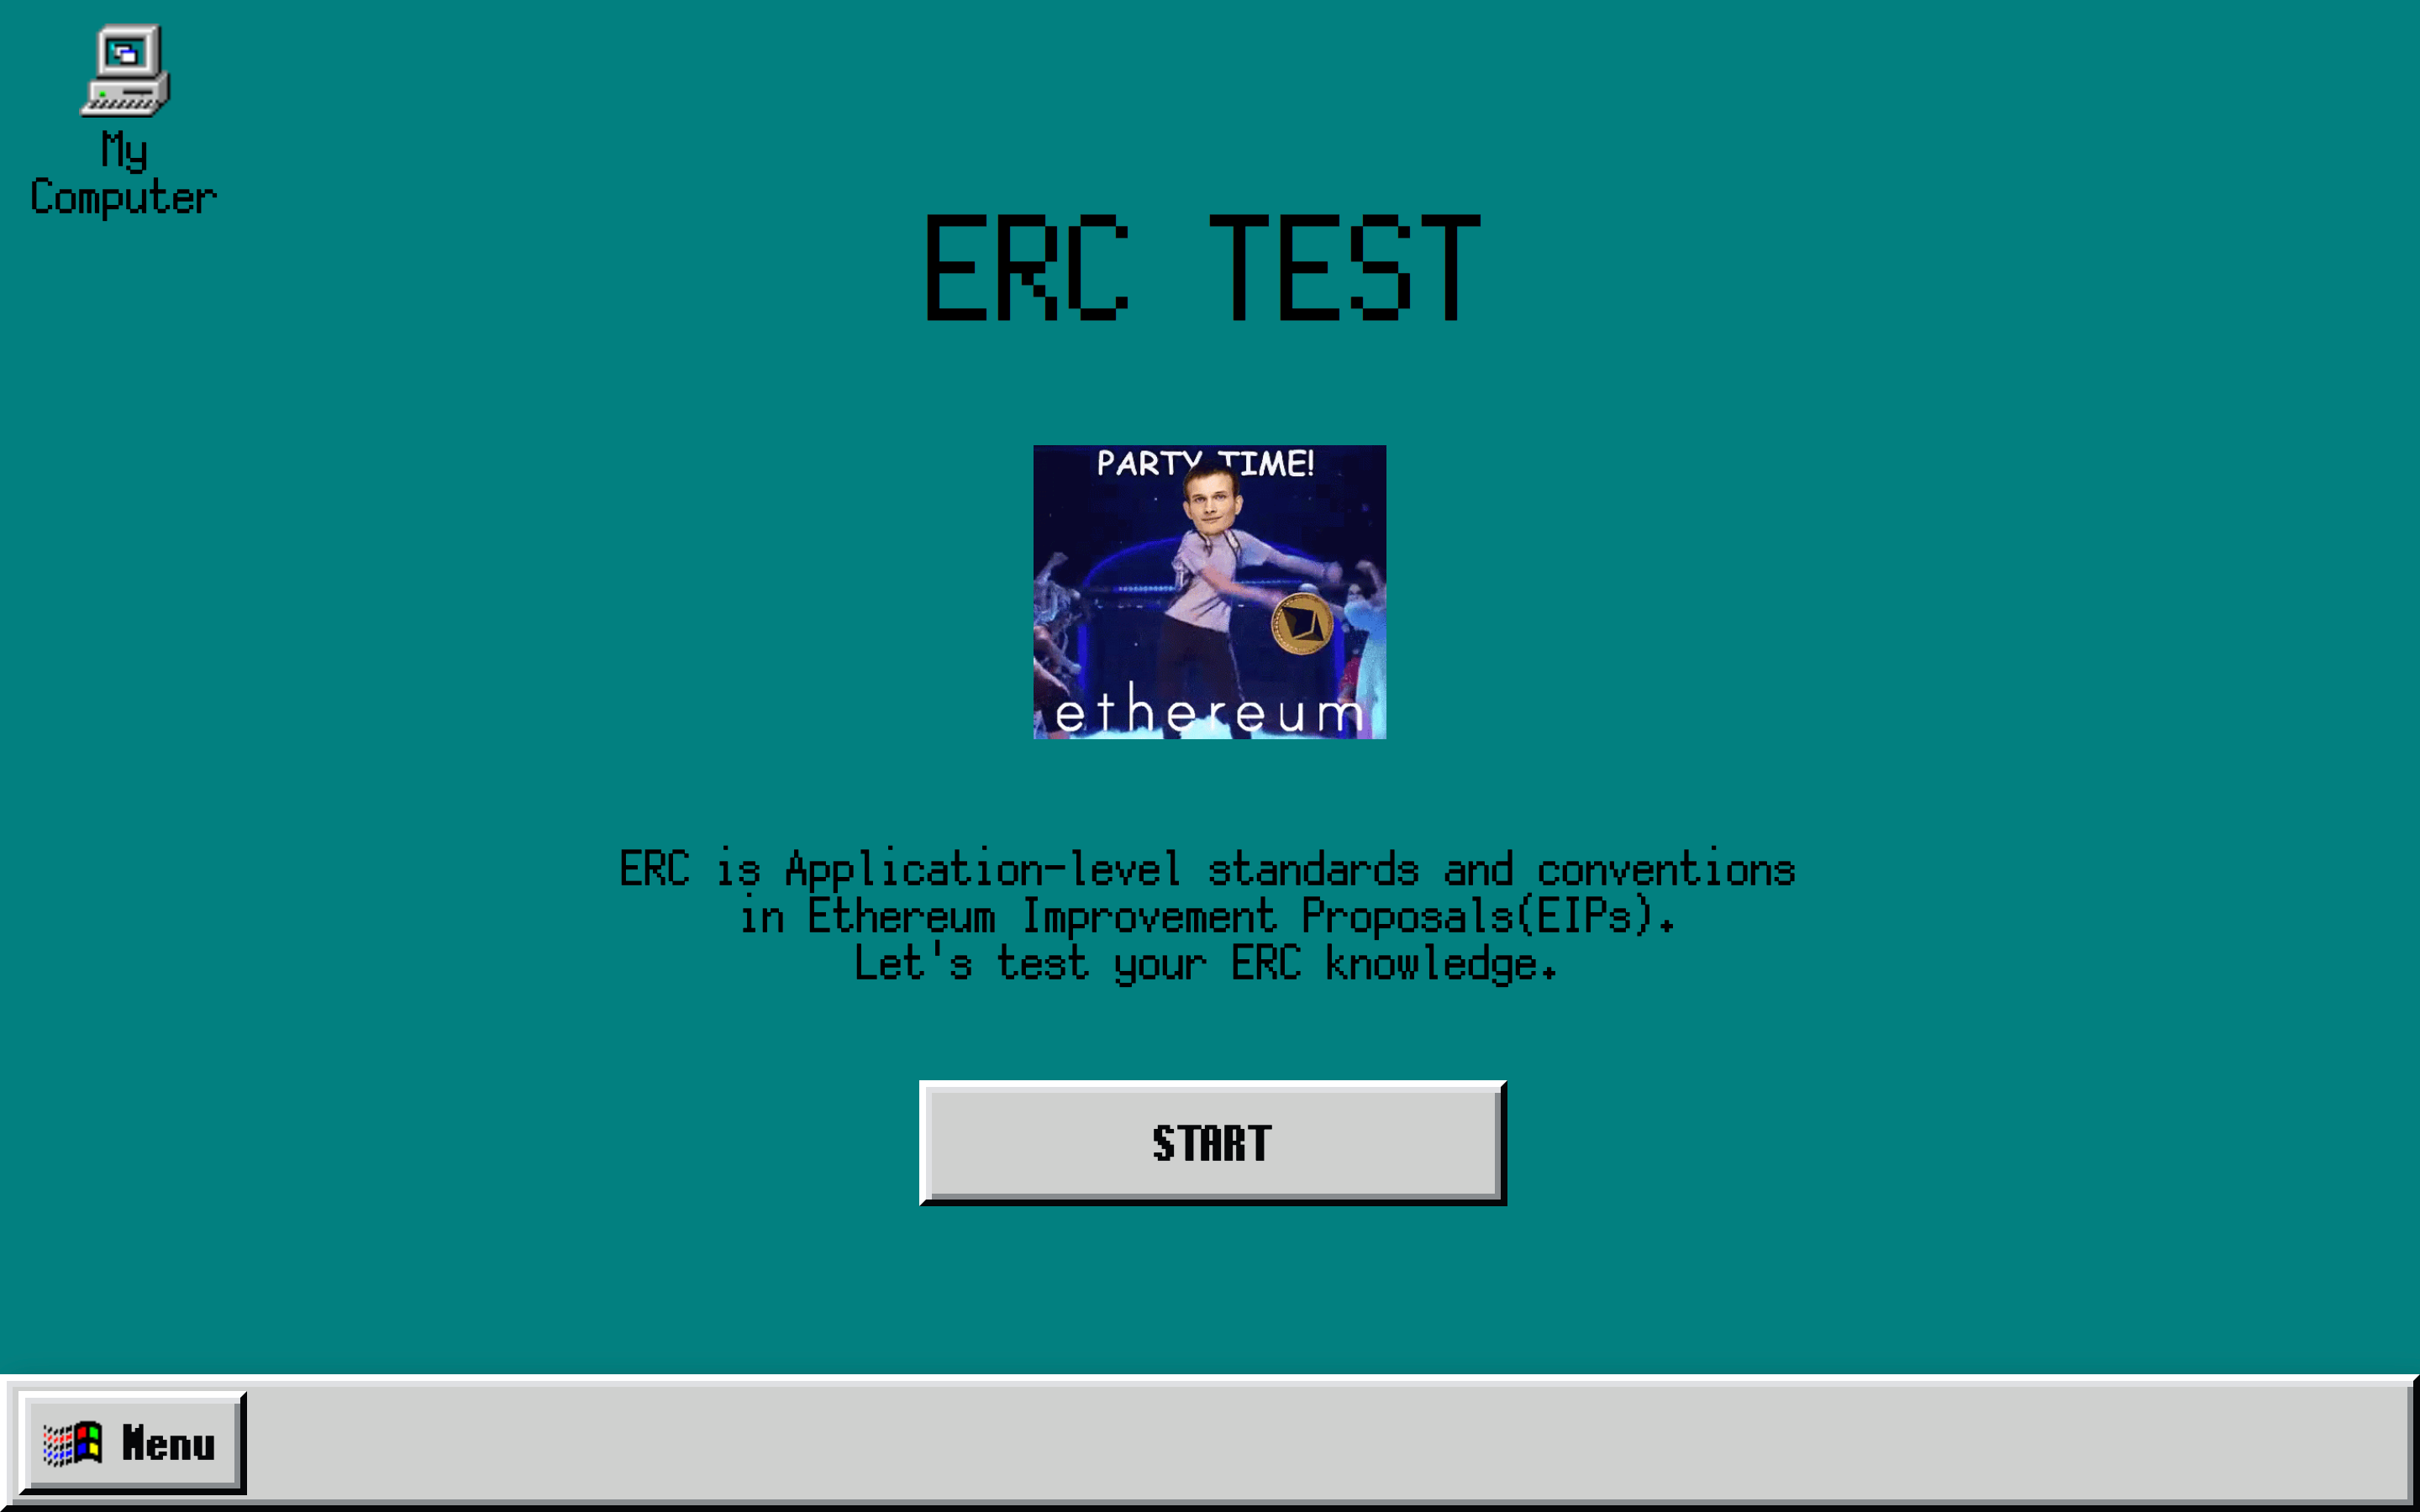 My
Computer
ERC TEST
PARTY TIME!
ethereum
ERC is Application-level standards and conventions
in Ethereum Improvement Proposals(EIPs).
Let's test your ERC knowledge.
START
Menu